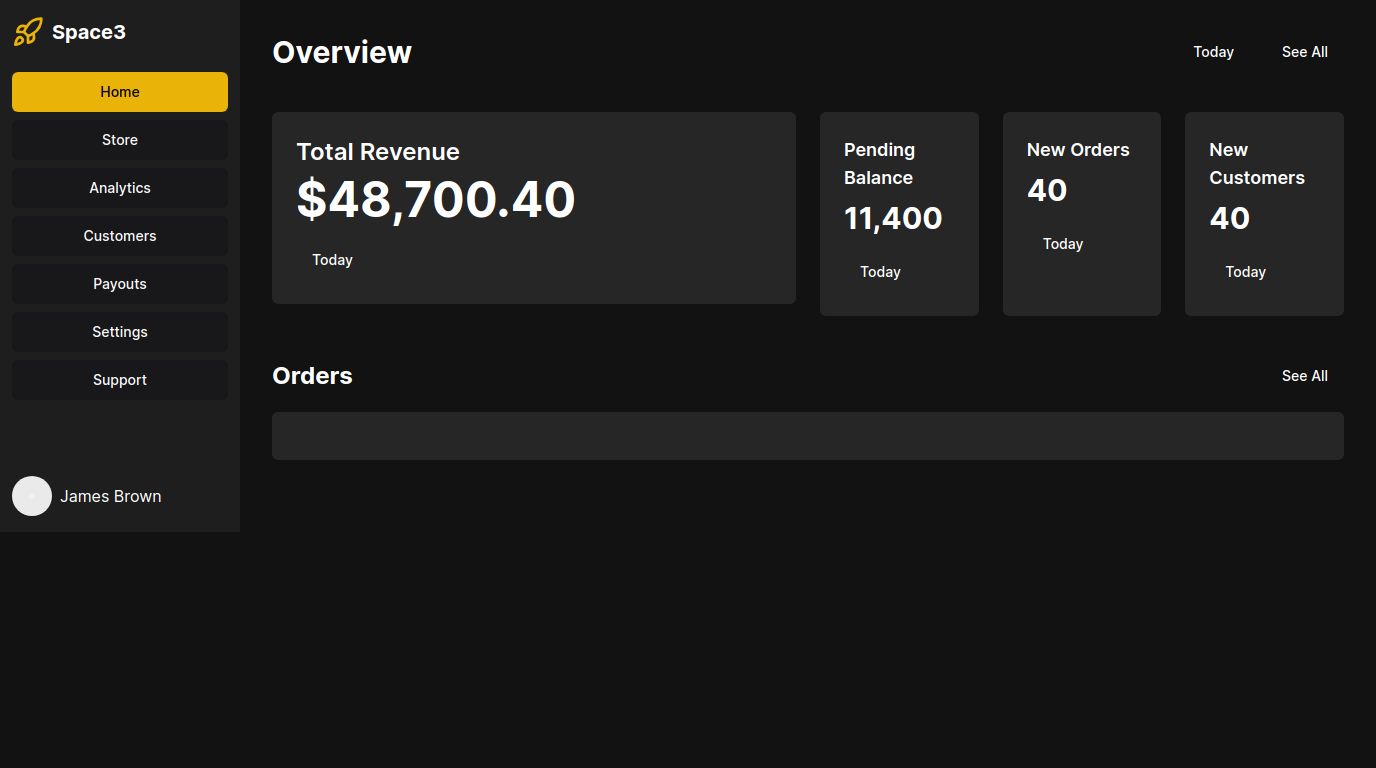 Space3
Home
Store
Analytics
Customers
Payouts
Settings
Support
James Brown
Overview
Today
See All
Total Revenue
$48,700.40
Today
Pending
Balance
11,400
Today
New Orders
40
Today
New
Customers
40
Today
Orders
See All